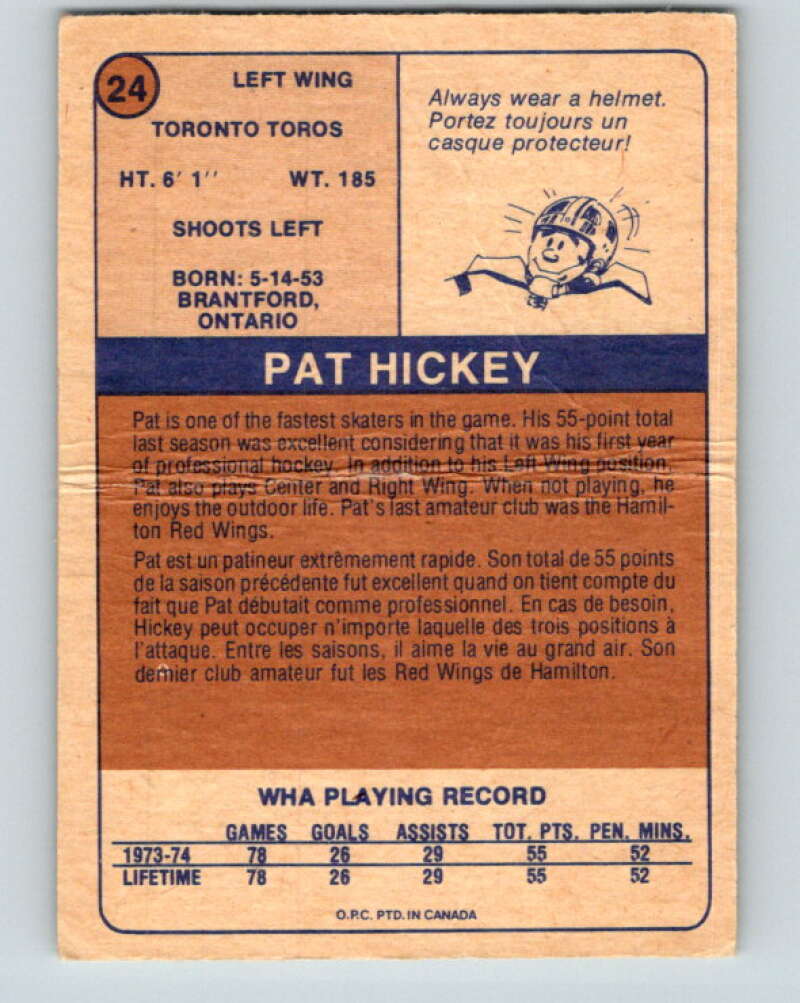 24
LEFT WING
TORONTO TOROS
HT. 6' 1'' WT. 185
SHOOTS LEFT
BORN: 5-14-53
BRANTFORD,
ONTARIO
Always wear a helmet.
Portez toujours un
casque protecteur!
PAT HICKEY
Pat is one of the fastest skaters in the game. His 55-point total
last season was excellent considering that it was his first year
of professional hockey. In addition to his Left Wing position,
Pat also plays Center and Right Wing. When not playing, he
enjoys the outdoor life. Pat's last amateur club was the Hamil-
ton Red Wings.
Pat est un patineur extrêmement rapide. Son total de 55 points
de la saison précédente fut excellent quand on tient compte du
fait que Pat débutait comme professionnel. En cas de besoin,
Hickey peut occuper n'importe laquelle des trois positions à
l'attaque. Entre les saisons, il aime la vie au grand air. Son
dernier club amateur fut les Red Wings de Hamilton.
WHA PLAYING RECORD
GAMES GOALS ASSISTS TOT. PTS. PEN. MINS.
1973-74 78 26 29 55 52
LIFETIME 78 26 29 55 52
O.P.C. PTD. IN CANADA